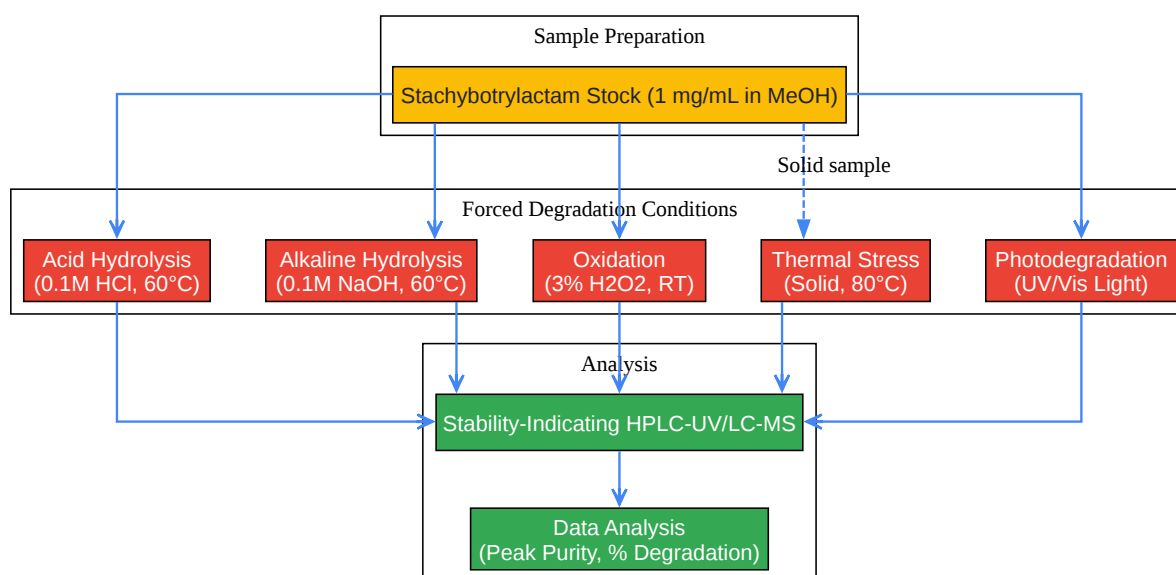 Sample Preparation
Stachybotrylactam Stock (1 mg/mL in MeOH)
Solid sample
Forced Degradation Conditions
Acid Hydrolysis
(0.1M HCl, 60°C)
Alkaline Hydrolysis
(0.1M NaOH, 60°C)
Oxidation
(3% H2O2, RT)
Thermal Stress
(Solid, 80°C)
Photodegradation
(UV/Vis Light)
Analysis
Stability-Indicating HPLC-UV/LC-MS
Data Analysis
(Peak Purity, % Degradation)